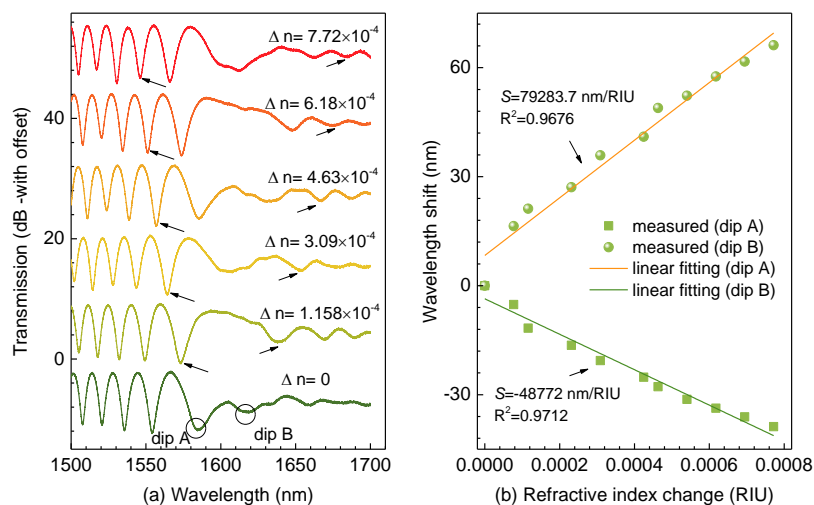 Transmission (dB -with offset)
40
20
0
Δ n= 7.72×10-4
Δ n= 6.18×10-4
Δ n= 4.63×10-4
Δ n= 3.09×10-4
Δ n= 1.158×10-4
Δ n= 0
dip A
dip B
1500 1550 1600 1650 1700
(a) Wavelength (nm)
Wavelength shift (nm)
60
30
0
-30
S=79283.7 nm/RIU
R²=0.9676
measured (dip A)
measured (dip B)
linear fitting (dip A)
linear fitting (dip B)
S=-48772 nm/RIU
R²=0.9712
0.0000 0.0002 0.0004 0.0006 0.0008
(b) Refractive index change (RIU)